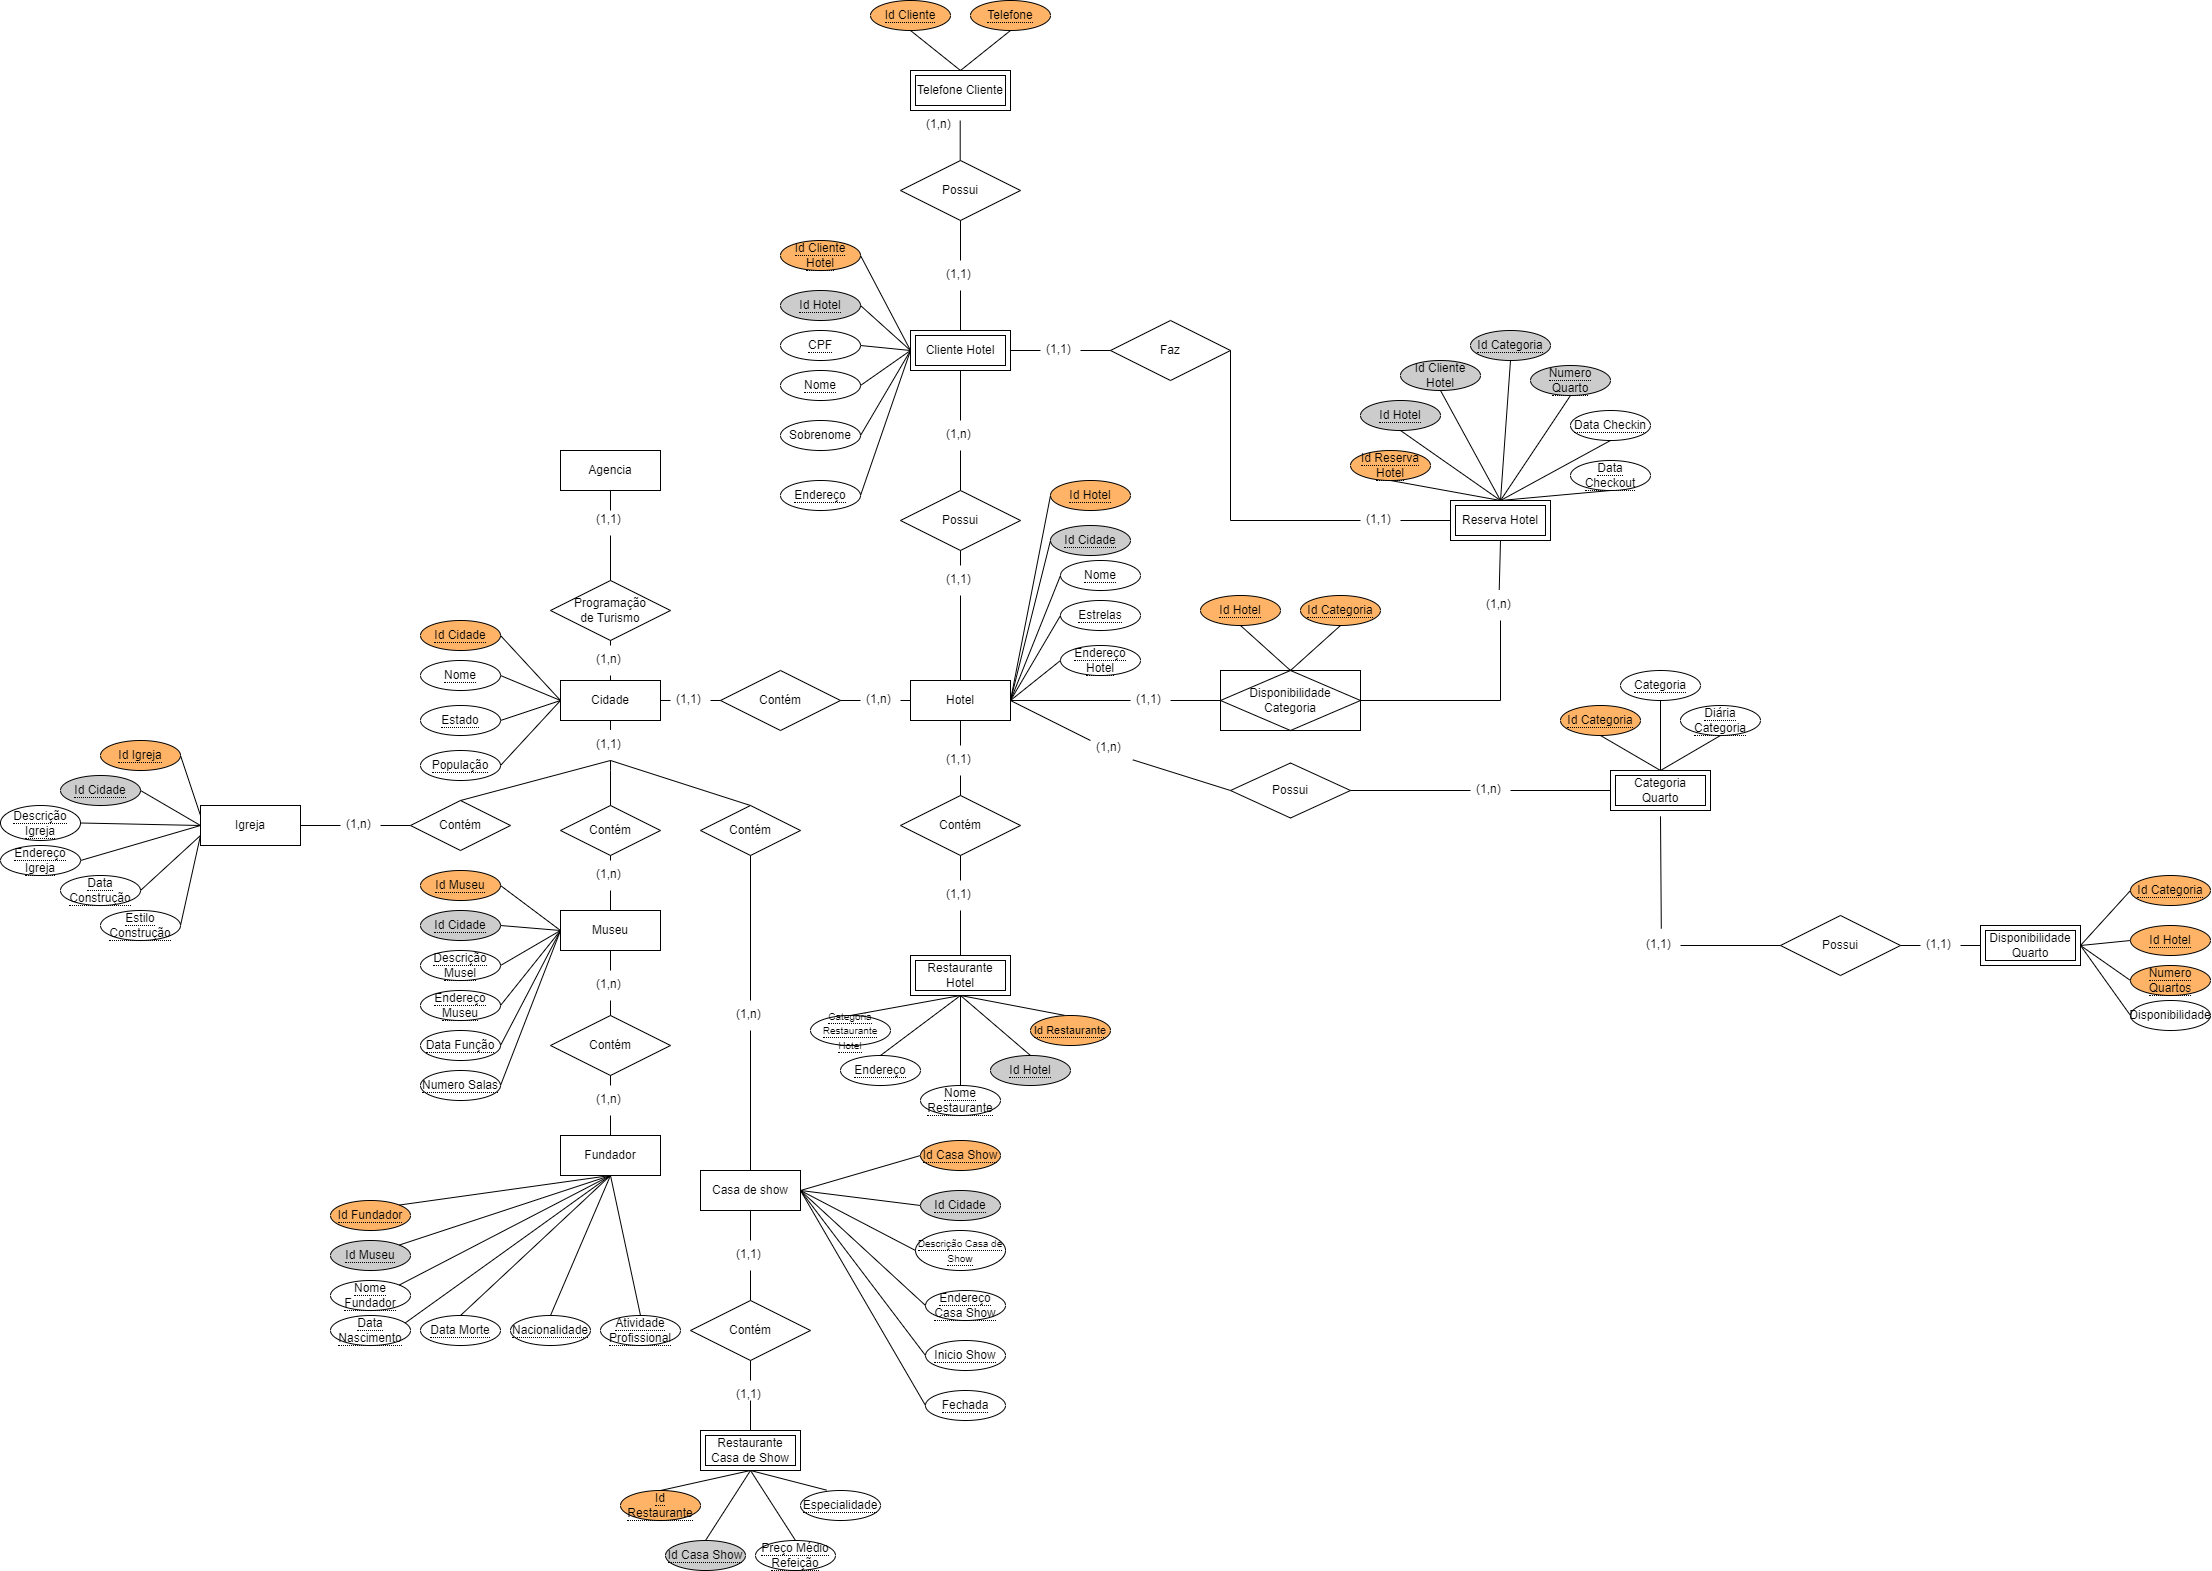 Id Cliente
Telefone
Telefone Cliente
(1,n)
Possui
(1,1)
Id Cliente
Hotel
Id Hotel
CPF
Nome
Sobrenome
Endereço
Cliente Hotel
(1,1)
Faz
Id Categoria
Id Cliente
Hotel
Numero
Quarto
Id Hotel
Data Checkin
Id Reserva
Hotel
Data
Checkout
(1,1)
Reserva Hotel
(1,n)
(1,n)
Possui
(1,1)
Agencia
(1,1)
Programação
de Turismo
(1,n)
Id Cidade
Nome
Estado
População
Cidade
(1,1)
Contém
(1,n)
Hotel
Id Hotel
Id Cidade
Nome
Estrelas
Endereço
Hotel
(1,1)
Id Hotel
Id Categoria
Disponibilidade
Categoria
(1,n)
Possui
(1,n)
Categoria
Id Categoria
Diária
Categoria
Categoria
Quarto
(1,1)
Possui
(1,1)
Disponibilidade
Quarto
Id Categoria
Id Hotel
Numero
Quartos
Disponibilidade
(1,1)
Id Igreja
Id Cidade
Descrição
Igreja
Endereço
Igreja
Data
Construção
Estilo
Construção
Igreja
(1,n)
Contém
Contém
Contém
(1,n)
Id Museu
Id Cidade
Descrição
Musel
Endereço
Museu
Data Função
Numero Salas
Museu
(1,n)
Contém
(1,n)
Fundador
Id Fundador
Id Museu
Nome
Fundador
Data
Nascimento
Data Morte
Nacionalidade
Atividade
Profissional
(1,1)
Contém
(1,1)
Restaurante
Hotel
Categoria
Restaurante
Hotel
Endereço
Nome
Restaurante
Id Hotel
Id Restaurante
(1,n)
Casa de show
Id Casa Show
Id Cidade
Descrição Casa de
Show
Endereço
Casa Show
Inicio Show
Fechada
(1,1)
Contém
(1,1)
Restaurante
Casa de Show
Id
Restaurante
Id Casa Show
Preço Médio
Refeição
Especialidade